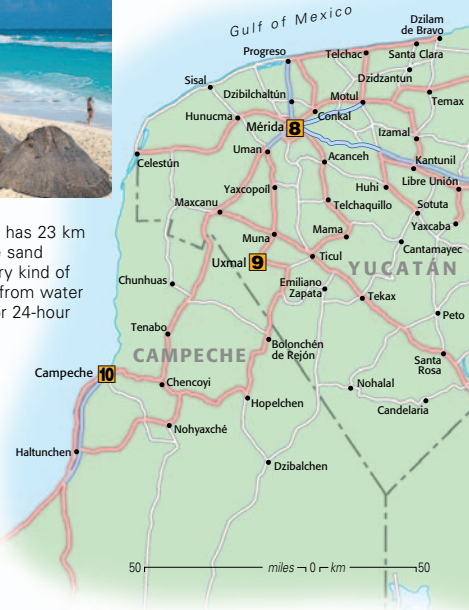 Gulf of Mexico
Dzilam
de Bravo
Progreso
Telchac
Santa Clara
Sisal
Dzidzantun
Dzibilchaltún
Motul
Temax
Hunucma
Conkal
Mérida 8
Izamal
Uman
Acanceh
Kantunil
Celestún
Libre Unión
Yaxcopoíl
Huhi
Maxcanu
Telchaquillo
Sotuta
has 23 km
Yaxcaba
sand
Muna
Mama
ry kind of
Cantamayec
from water
Uxmal 9
Ticul
YUCATÁN
or 24-hour
Chunhuas
Emiliano
Zapata
Tekax
Peto
Tenabo
Bolonchén
de Rejón
CAMPECHE
Santa
Rosa
Campeche 10
Chencoyi
Nohalal
Hopelchen
Candelaria
Nohyaxché
Haltunchen
Dzibalchen
50 miles 0 km 50